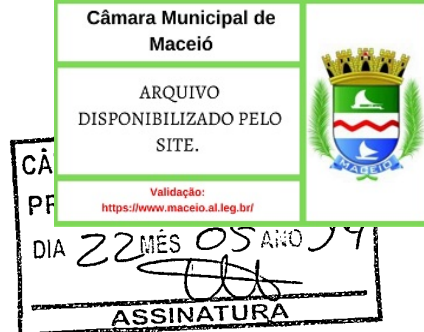 Câmara Municipal de
Maceió
ARQUIVO
DISPONIBILIZADO PELO
SITE.
Validação:
https://www.maceio.al.leg.br/
MACEIÓ
CÂ
PR
DIA 22 MÊS 05 ANO 14
ASSINATURA